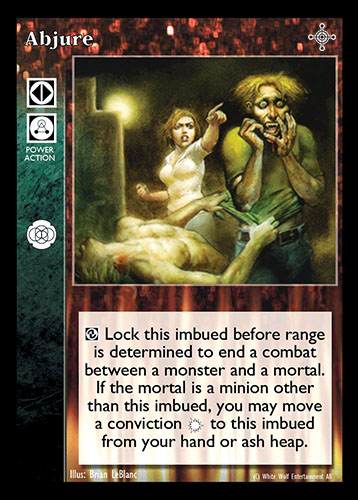 Abjure
POWER
ACTION
Lock this imbued before range
is determined to end a combat
between a monster and a mortal.
If the mortal is a minion other
than this imbued, you may move
a conviction to this imbued
from your hand or ash heap.
Illus: Brian LeBlanc
(C) White Wolf Entertainment AB